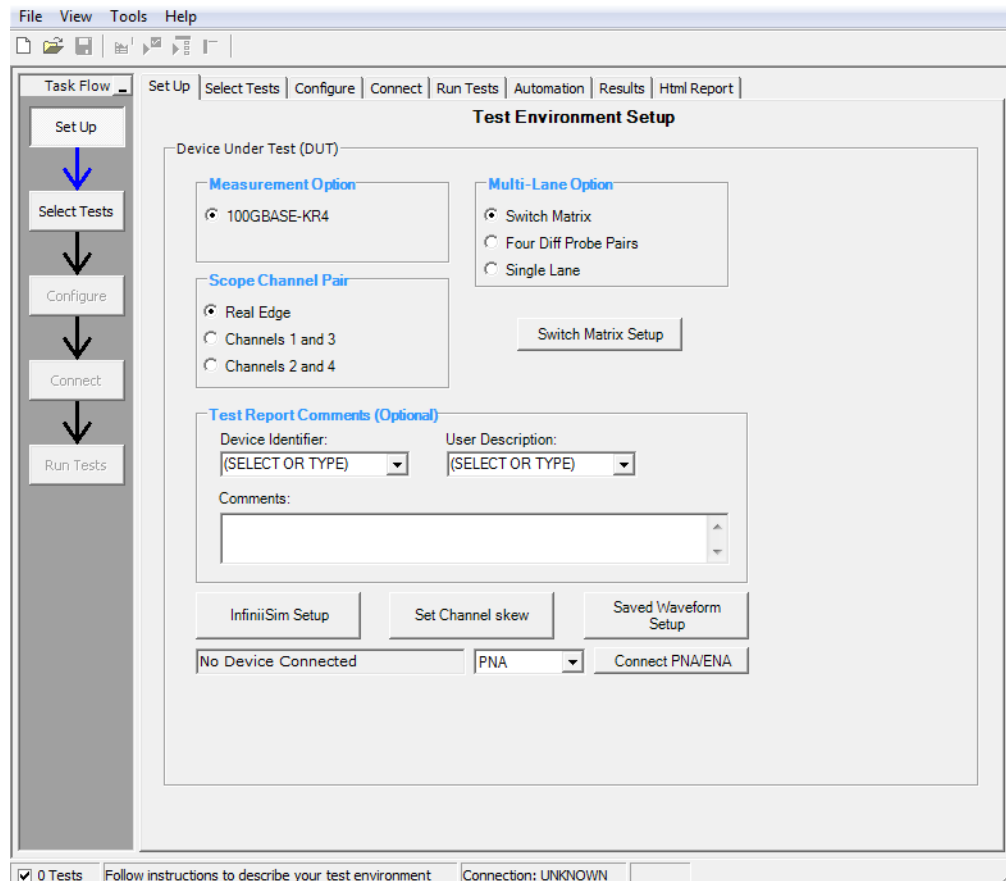 File View Tools Help
Task Flow
Set Up
Select Tests
Configure
Connect
Run Tests
Set Up Select Tests Configure Connect Run Tests Automation Results Html Report
Test Environment Setup
Device Under Test (DUT)
Measurement Option
100GBASE-KR4
Multi-Lane Option
Switch Matrix
Four Diff Probe Pairs
Single Lane
Scope Channel Pair
Real Edge
Channels 1 and 3
Channels 2 and 4
Switch Matrix Setup
Test Report Comments (Optional)
Device Identifier: User Description:
(SELECT OR TYPE) (SELECT OR TYPE)
Comments:
InfiniiSim Setup
Set Channel skew
Saved Waveform
Setup
No Device Connected PNA Connect PNA/ENA
0 Tests Follow instructions to describe your test environment Connection: UNKNOWN